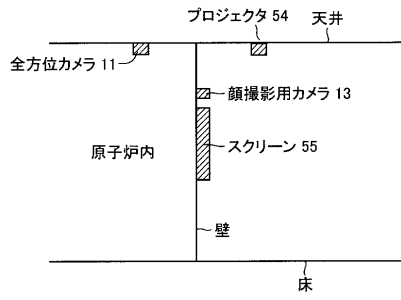 プロジェクタ 54
天井
全方位カメラ 11
顔撮影用カメラ 13
原子炉内
スクリーン 55
壁
床